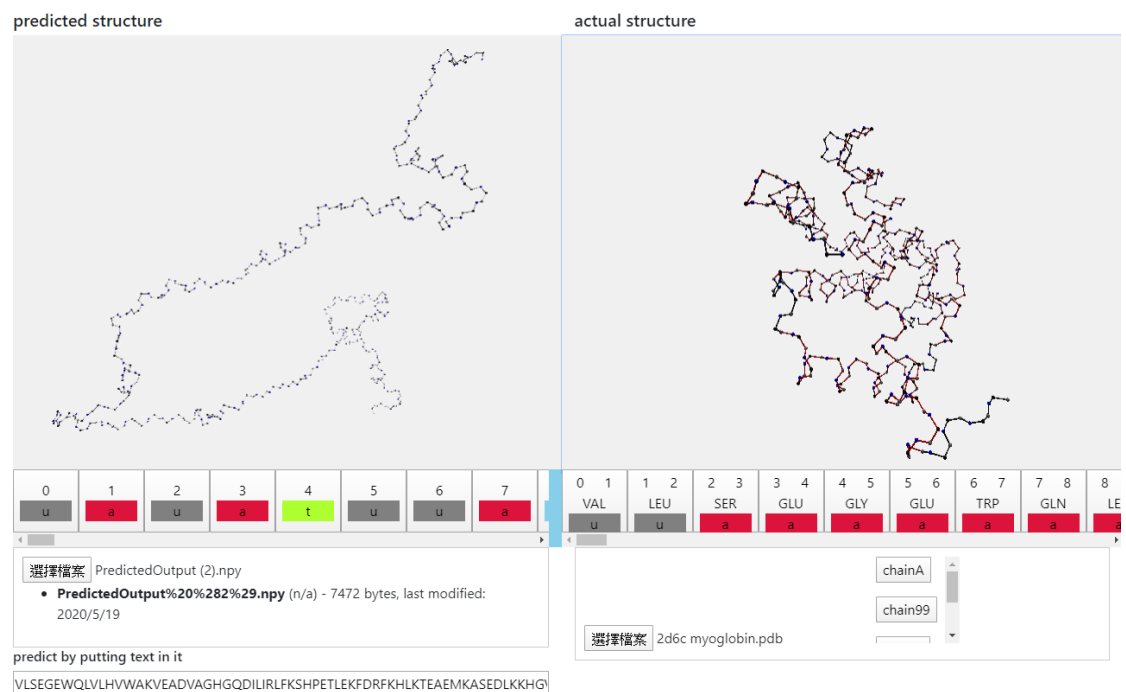 predicted structure
actual structure
0 1 2 3 4 5 6 7
u a u a t u u a
0 1 1 2 2 3 3 4 4 5 5 6 6 7 7 8 8
VAL LEU SER GLU GLY GLU TRP GLN LE
u u a a a a a a a
選擇檔案 PredictedOutput (2).npy
PredictedOutput%20%282%29.npy (n/a) - 7472 bytes, last modified:
2020/5/19
chainA
chain99
選擇檔案 2d6c myoglobin.pdb
predict by putting text in it
VLSEGEWQLVLHVWAKVEADVAGHGQDILIRLFKSHPETLEKFDRFKHLKTEAEMKASEDLKKHGV